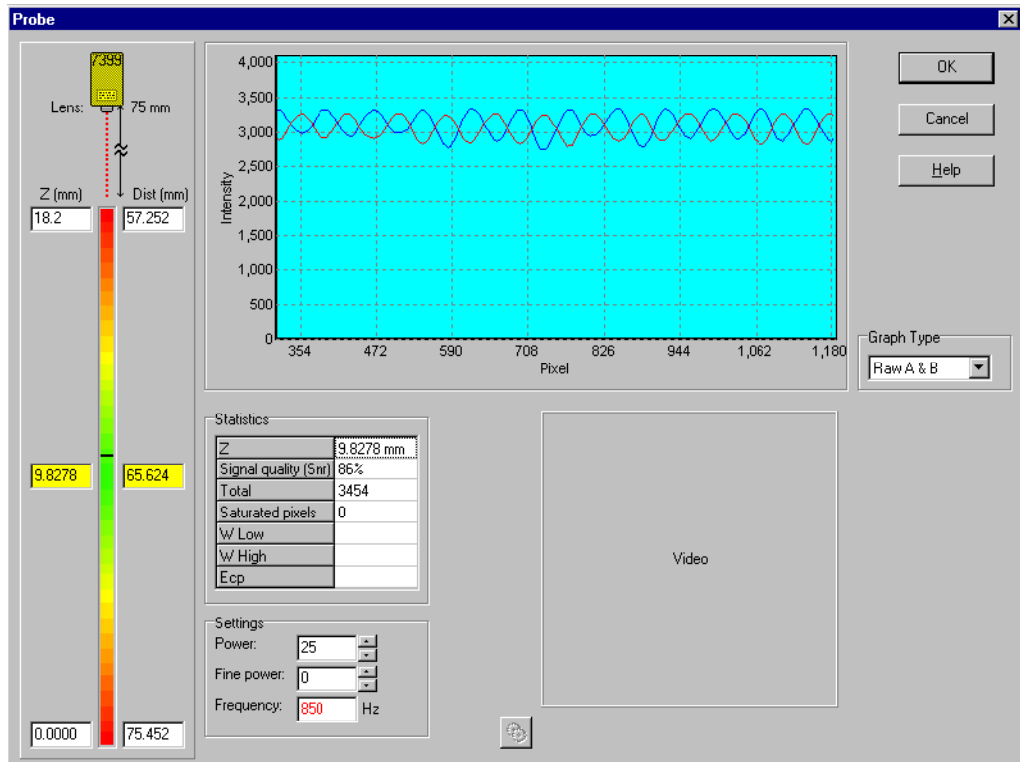 Probe
7399
Lens:
75 mm
Z (mm)
Dist (mm)
18.2
57.252
9.8278
65.624
0.0000
75.452
4,000
3,500
3,000
2,500
2,000
1,500
1,000
500
0
Intensity
354 472 590 708 826 944 1,062 1,180
Pixel
OK
Cancel
Help
Graph Type
Raw A & B
Statistics
Z 9.8278 mm
Signal quality (Snr) 86%
Total 3454
Saturated pixels 0
W Low
W High
Ecp
Settings
Power: 25
Fine power: 0
Frequency: 850 Hz
Video